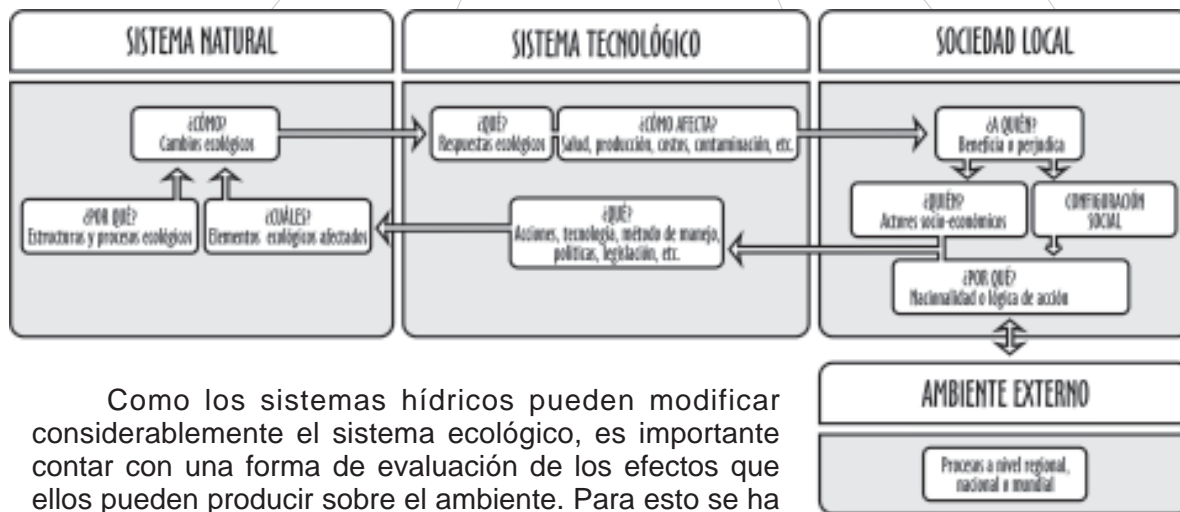 SISTEMA NATURAL
SISTEMA TECNOLÓGICO
SOCIEDAD LOCAL
¿CÓMO?
Cambios ecológicos
¿POR QUÉ?
Estructuras y procesos ecológicos
¿CUÁLES?
Elementos ecológicos afectados
¿QUÉ?
Respuestas ecológicos
¿CÓMO AFECTA?
Salud, producción, costos, contaminación, etc.
¿QUÉ?
Acciones, tecnología, método de manejo,
políticas, legislación, etc.
¿A QUIÉN?
Beneficia o perjudica
¿QUIÉN?
Actores socio-económicos
CONFIGURACIÓN
SOCIAL
¿POR QUÉ?
Nacionalidad o lógica de acción
AMBIENTE EXTERNO
Procesos a nivel regional,
nacional o mundial
Como los sistemas hídricos pueden modificar
considerablemente el sistema ecológico, es importante
contar con una forma de evaluación de los efectos que
ellos pueden producir sobre el ambiente. Para esto se ha